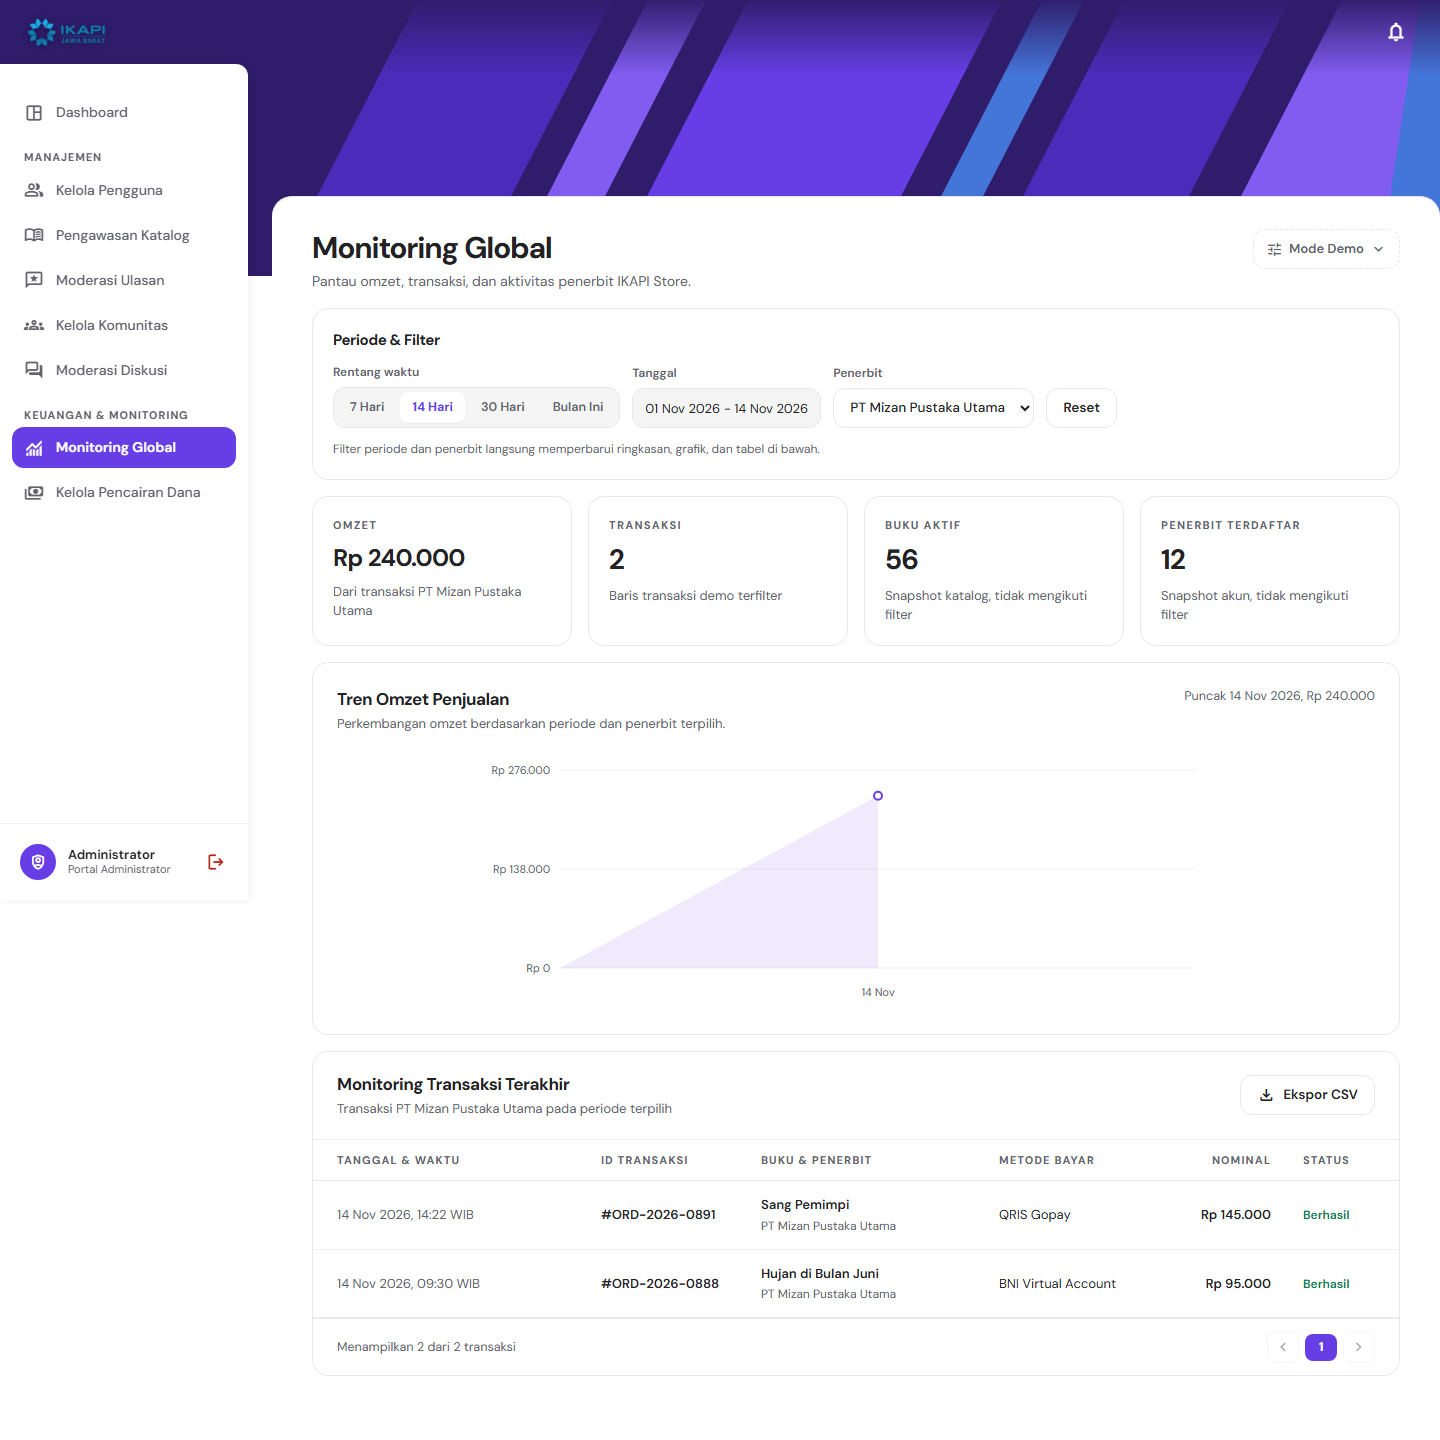 IKAPI
JAWA BARAT
Dashboard
MANAJEMEN
Kelola Pengguna
Pengawasan Katalog
Moderasi Ulasan
Kelola Komunitas
Moderasi Diskusi
KEUANGAN & MONITORING
Monitoring Global
Kelola Pencairan Dana
Administrator
Portal Administrator
Monitoring Global
Pantau omzet, transaksi, dan aktivitas penerbit IKAPI Store.
Mode Demo
Periode & Filter
Rentang waktu
7 Hari
14 Hari
30 Hari
Bulan Ini
Tanggal
01 Nov 2026 - 14 Nov 2026
Penerbit
PT Mizan Pustaka Utama
Reset
Filter periode dan penerbit langsung memperbarui ringkasan, grafik, dan tabel di bawah.
OMZET
Rp 240.000
Dari transaksi PT Mizan Pustaka
Utama
TRANSAKSI
2
Baris transaksi demo terfilter
BUKU AKTIF
56
Snapshot katalog, tidak mengikuti
filter
PENERBIT TERDAFTAR
12
Snapshot akun, tidak mengikuti
filter
Tren Omzet Penjualan
Perkembangan omzet berdasarkan periode dan penerbit terpilih.
Puncak 14 Nov 2026, Rp 240.000
Rp 276.000
Rp 138.000
Rp 0
14 Nov
Monitoring Transaksi Terakhir
Transaksi PT Mizan Pustaka Utama pada periode terpilih
Ekspor CSV
TANGGAL & WAKTU ID TRANSAKSI BUKU & PENERBIT METODE BAYAR NOMINAL STATUS
14 Nov 2026, 14:22 WIB #ORD-2026-0891 Sang Pemimpi QRIS Gopay Rp 145.000 Berhasil
PT Mizan Pustaka Utama
14 Nov 2026, 09:30 WIB #ORD-2026-0888 Hujan di Bulan Juni BNI Virtual Account Rp 95.000 Berhasil
PT Mizan Pustaka Utama
Menampilkan 2 dari 2 transaksi
1